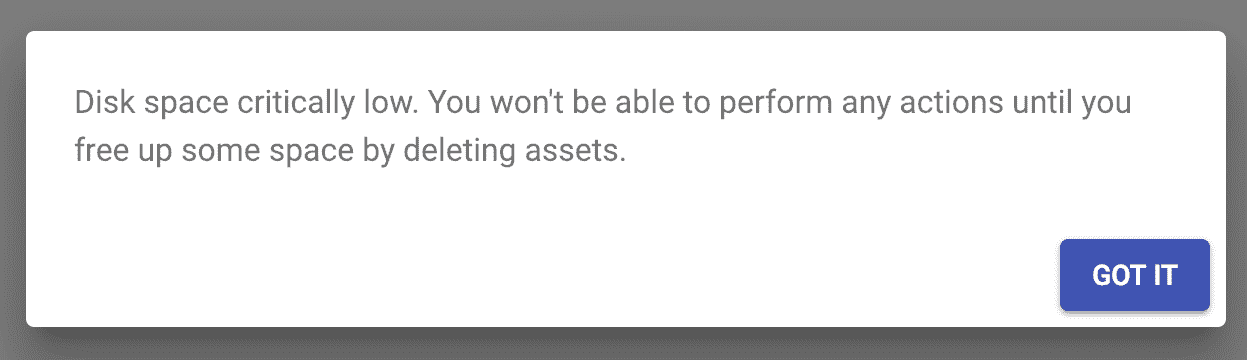 Disk space critically low. You won't be able to perform any actions until you
free up some space by deleting assets.
GOT IT